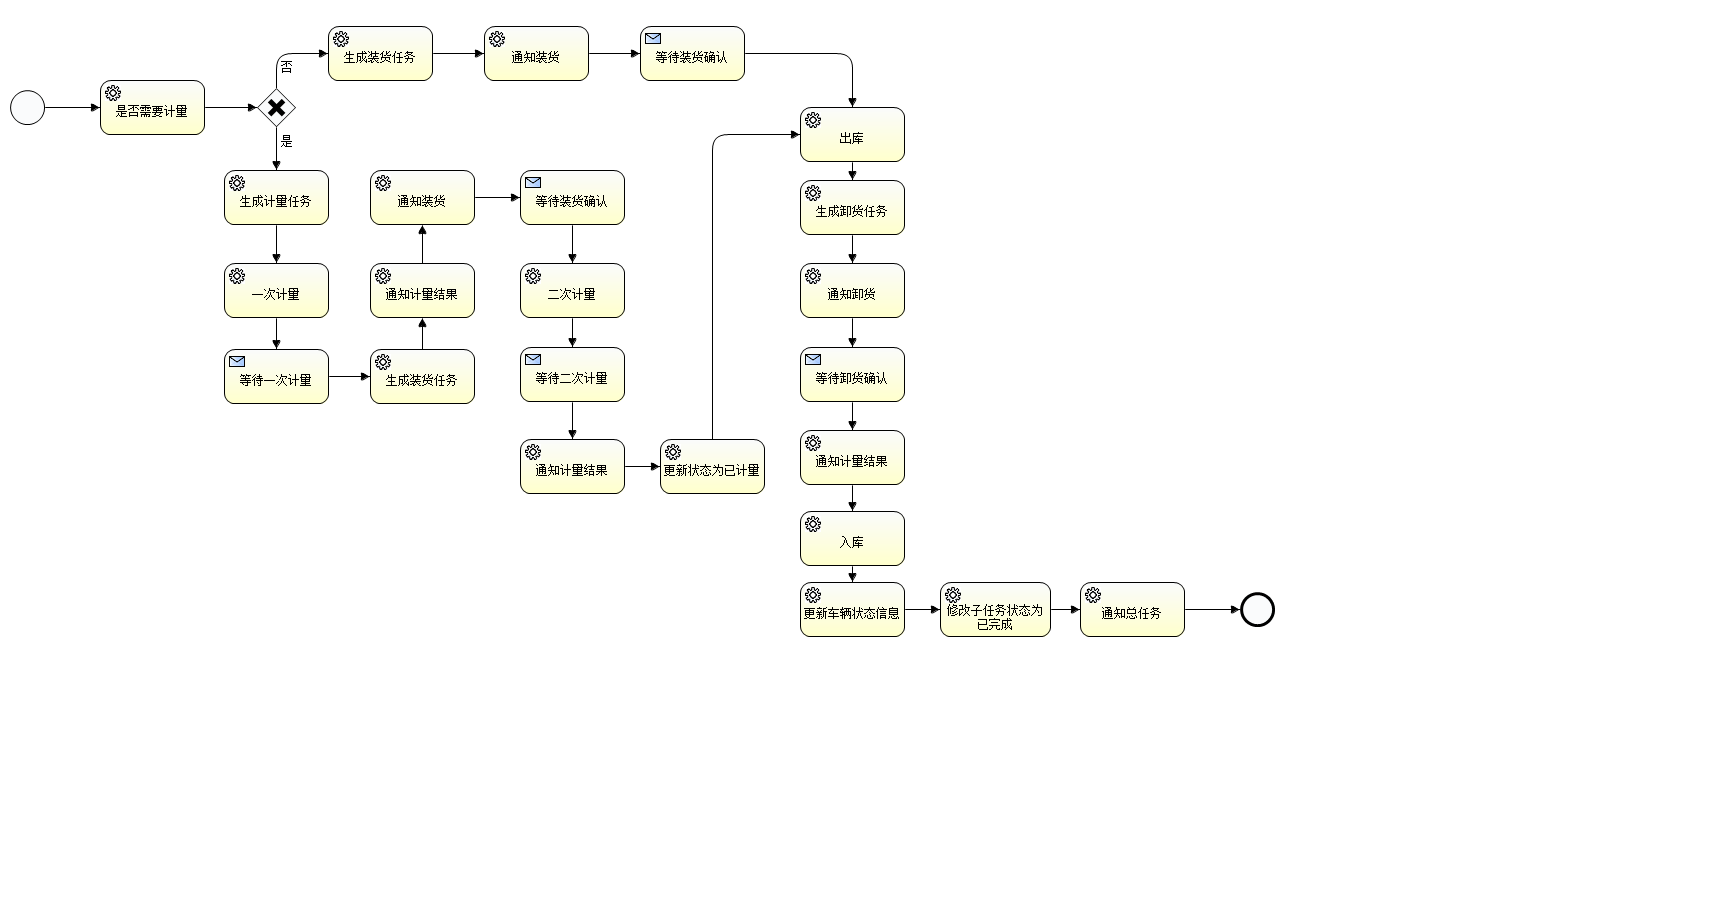 生成装货任务
通知装货
等待装货确认
否
是否需要计量
是
出库
生成计量任务
通知装货
等待装货确认
生成卸货任务
一次计量
通知计量结果
二次计量
通知卸货
等待一次计量
生成装货任务
等待二次计量
等待卸货确认
通知计量结果
更新状态为已计量
通知计量结果
入库
更新车辆状态信息
修改子任务状态为
已完成
通知总任务